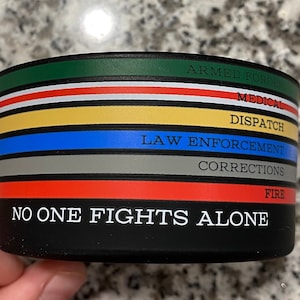 ARMED FORCES
MEDICAL
DISPATCH
LAW ENFORCEMENT
CORRECTIONS
FIRE
NO ONE FIGHTS ALONE